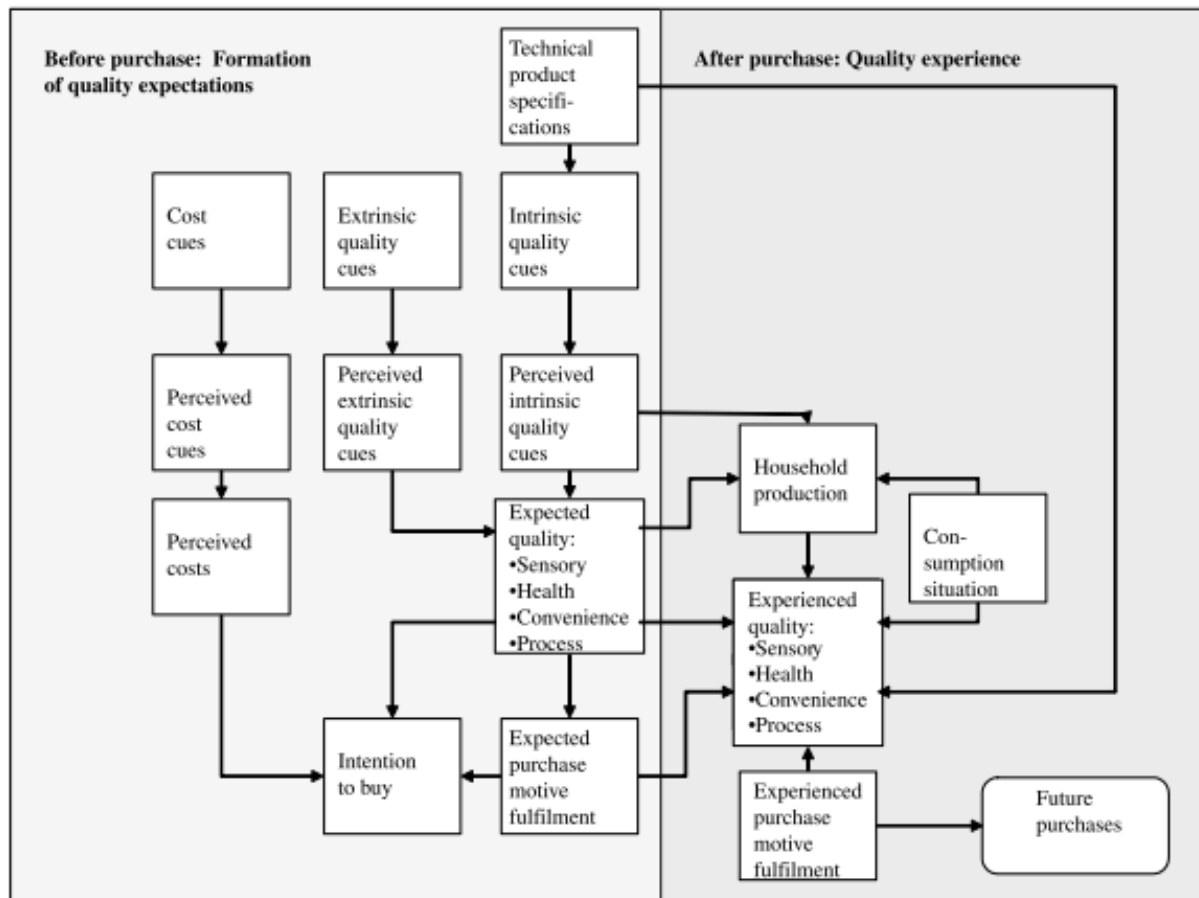 Before purchase: Formation
of quality expectations
Technical
product
specifi-
cations
After purchase: Quality experience
Cost
cues
Extrinsic
quality
cues
Intrinsic
quality
cues
Perceived
cost
cues
Perceived
extrinsic
quality
cues
Perceived
intrinsic
quality
cues
Household
production
Perceived
costs
Expected
quality:
•Sensory
•Health
•Convenience
•Process
Con-
sumption
situation
Experienced
quality:
•Sensory
•Health
•Convenience
•Process
Intention
to buy
Expected
purchase
motive
fulfilment
Experienced
purchase
motive
fulfilment
Future
purchases